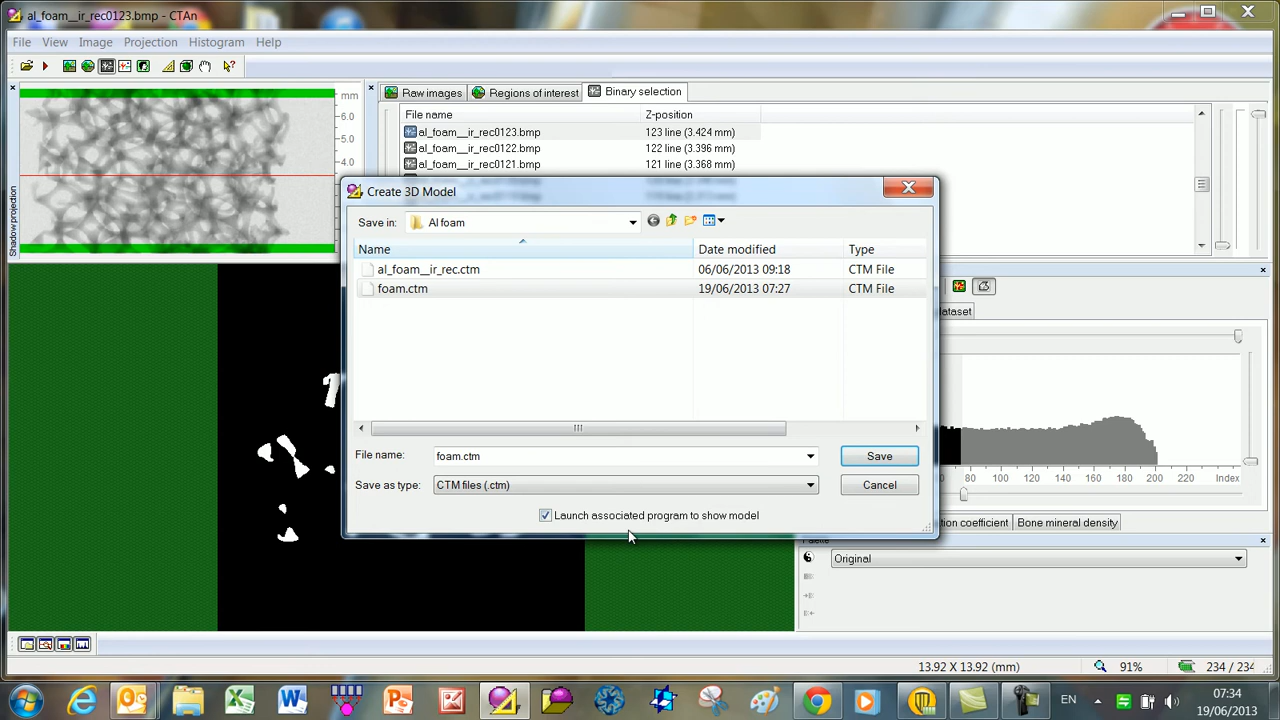 al_foam__ir_rec0123.bmp - CTAn
File View Image Projection Histogram Help
Raw images Regions of interest Binary selection
mm
6.0
5.0
4.0
Shadow projection
File name Z-position
al_foam__ir_rec0123.bmp 123 line (3.424 mm)
al_foam__ir_rec0122.bmp 122 line (3.396 mm)
al_foam__ir_rec0121.bmp 121 line (3.368 mm)
Create 3D Model
Save in: Al foam
Name Date modified Type
al_foam__ir_rec.ctm 06/06/2013 09:18 CTM File
foam.ctm 19/06/2013 07:27 CTM File
File name: foam.ctm Save
Save as type: CTM files (.ctm) Cancel
Launch associated program to show model
dataset
80 100 120 140 160 180 200 220 Index
tion coefficient Bone mineral density
Palette
Original
13.92 X 13.92 (mm) 91% 234 / 234
EN 07:34
19/06/2013